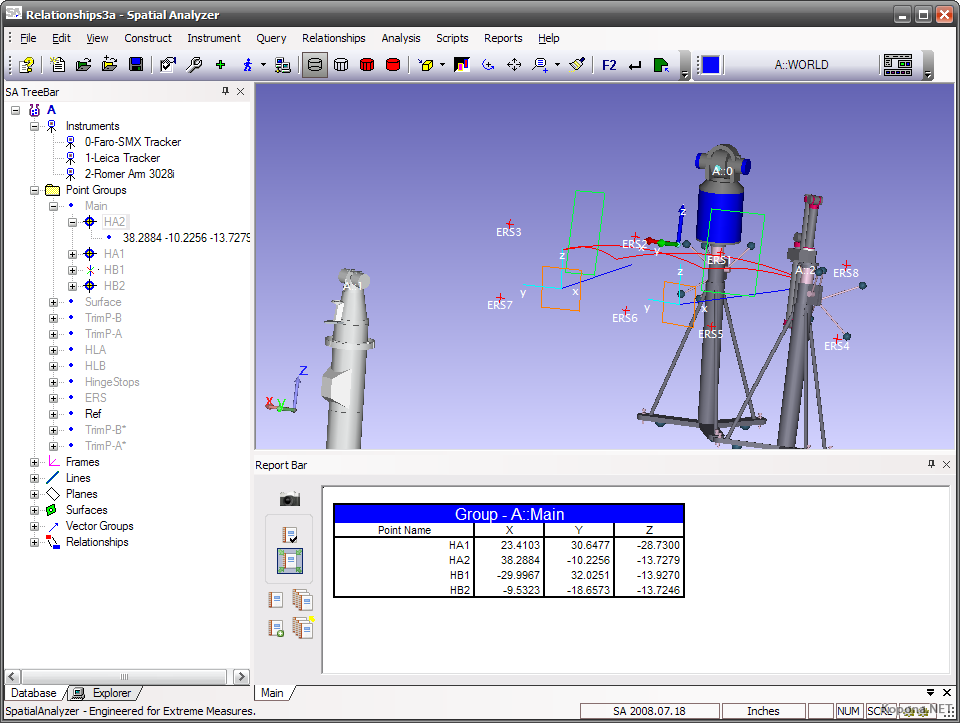 SA
Relationships3a - Spatial Analyzer
File Edit View Construct Instrument Query Relationships Analysis Scripts Reports Help
F2 A::WORLD
SA TreeBar
A
Instruments
0-Faro-SMX Tracker
1-Leica Tracker
2-Romer Arm 3028i
Point Groups
Main
HA2
38.2884 -10.2256 -13.7279
HA1
HB1
HB2
Surface
TrimP-B
TrimP-A
HLA
HLB
HingeStops
ERS
Ref
TrimP-B*
TrimP-A*
Frames
Lines
Planes
Surfaces
Vector Groups
Relationships
Database Explorer
A::0
z
ERS3
ERS2
x
y
ERS1
z
z
A::2
ERS8
A::1
y
x
ERS7
y
x
ERS6
ERS5
ERS4
Z
X
Y
Report Bar
Group - A::Main
Point Name X Y Z
HA1 23.4103 30.6477 -28.7300
HA2 38.2884 -10.2256 -13.7279
HB1 -29.9967 32.0251 -13.9270
HB2 -9.5323 -18.6573 -13.7246
Main
SpatialAnalyzer - Engineered for Extreme Measures.
SA 2008.07.18 Inches NUM SCRL
Kopona.NET